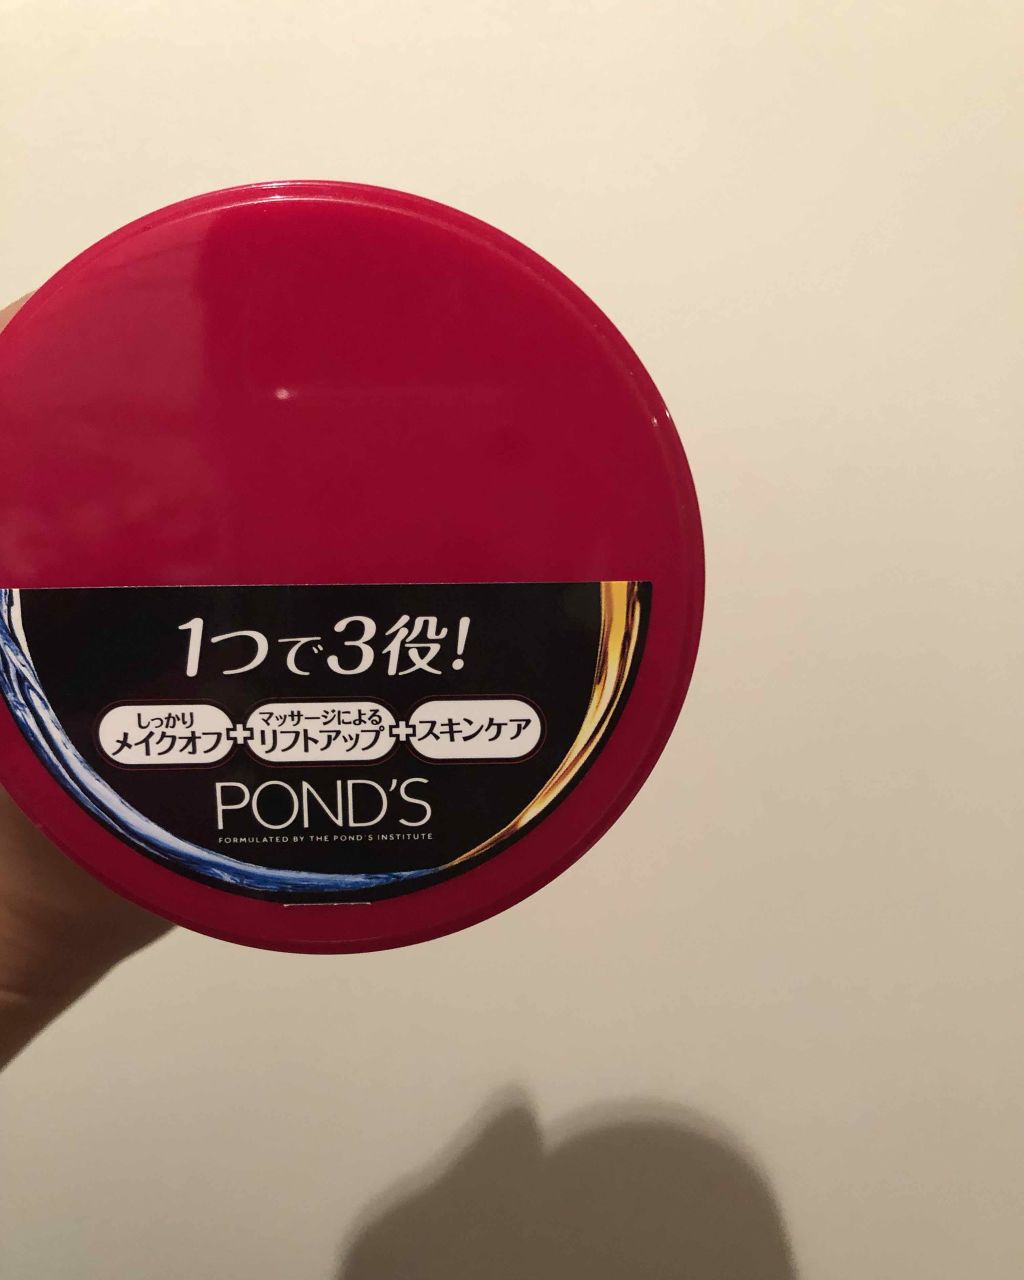 1つで3役!
しっかり
メイクオフ
+
マッサージによる
リフトアップ
+
スキンケア
POND'S
FORMULATED BY THE POND'S INSTITUTE